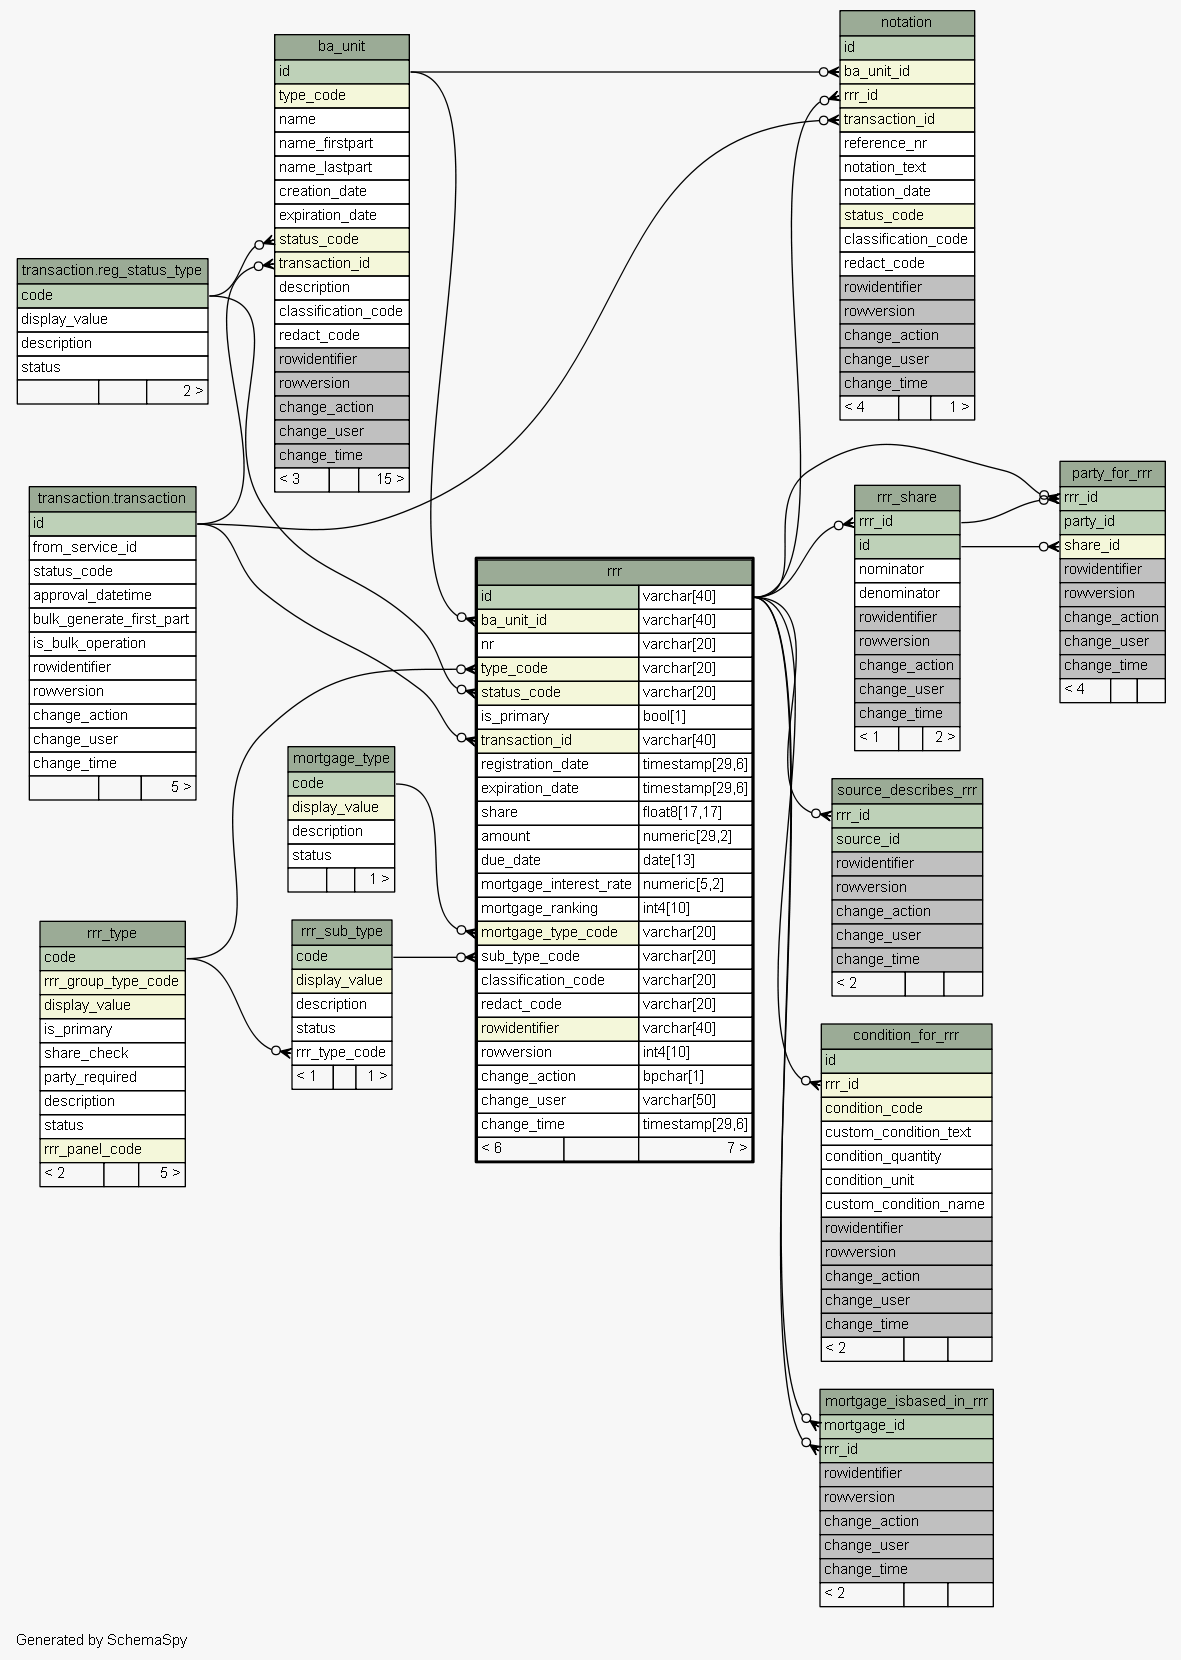 notation
id
ba_unit_id
rrr_id
transaction_id
reference_nr
notation_text
notation_date
status_code
classification_code
redact_code
rowidentifier
rowversion
change_action
change_user
change_time
< 4 1 >
ba_unit
id
type_code
name
name_firstpart
name_lastpart
creation_date
expiration_date
status_code
transaction_id
description
classification_code
redact_code
rowidentifier
rowversion
change_action
change_user
change_time
< 3 15 >
transaction.reg_status_type
code
display_value
description
status
2 >
transaction.transaction
id
from_service_id
status_code
approval_datetime
bulk_generate_first_part
is_bulk_operation
rowidentifier
rowversion
change_action
change_user
change_time
5 >
party_for_rrr
rrr_id
party_id
share_id
rowidentifier
rowversion
change_action
change_user
change_time
< 4
rrr_share
rrr_id
id
nominator
denominator
rowidentifier
rowversion
change_action
change_user
change_time
< 1 2 >
rrr
id varchar[40]
ba_unit_id varchar[40]
nr varchar[20]
type_code varchar[20]
status_code varchar[20]
is_primary bool[1]
transaction_id varchar[40]
registration_date timestamp[29,6]
expiration_date timestamp[29,6]
share float8[17,17]
amount numeric[29,2]
due_date date[13]
mortgage_interest_rate numeric[5,2]
mortgage_ranking int4[10]
mortgage_type_code varchar[20]
sub_type_code varchar[20]
classification_code varchar[20]
redact_code varchar[20]
rowidentifier varchar[40]
rowversion int4[10]
change_action bpchar[1]
change_user varchar[50]
change_time timestamp[29,6]
< 6 7 >
mortgage_type
code
display_value
description
status
1 >
rrr_type
code
rrr_group_type_code
display_value
is_primary
share_check
party_required
description
status
rrr_panel_code
< 2 5 >
rrr_sub_type
code
display_value
description
status
rrr_type_code
< 1 1 >
source_describes_rrr
rrr_id
source_id
rowidentifier
rowversion
change_action
change_user
change_time
< 2
condition_for_rrr
id
rrr_id
condition_code
custom_condition_text
condition_quantity
condition_unit
custom_condition_name
rowidentifier
rowversion
change_action
change_user
change_time
< 2
mortgage_isbased_in_rrr
mortgage_id
rrr_id
rowidentifier
rowversion
change_action
change_user
change_time
< 2
Generated by SchemaSpy